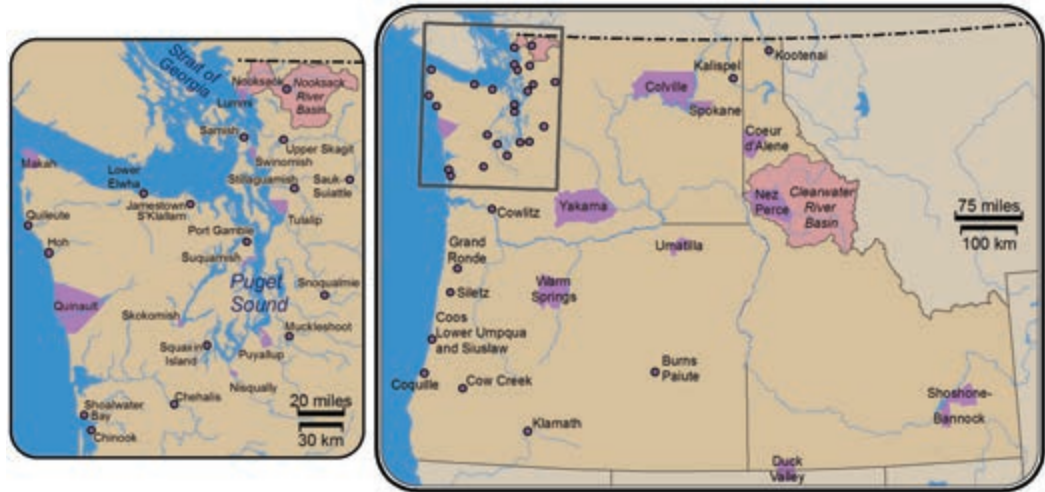 Strait of
Georgia
Nooksack
Nooksack
River
Basin
Lummi
Samish
Upper Skagit
Swinomish
Makah
Lower
Elwha
Stillaguamish
Sauk-
Suiattle
Jamestown
S'Klallam
Tulalip
Quileute
Port Gamble
Hoh
Suquamish
Puget
Sound
Snoqualmie
Quinault
Skokomish
Muckleshoot
Squaxin
Island
Puyallup
Nisqually
Chehalis
Shoalwater
Bay
Chinook
20 miles
30 km
Kootenai
Kalispel
Colville
Spokane
Coeur
d'Alene
Nez
Perce
Clearwater
River
Basin
75 miles
100 km
Cowlitz
Yakama
Umatilla
Grand
Ronde
Siletz
Warm
Springs
Coos
Lower Umpqua
and Siuslaw
Coquille
Cow Creek
Burns
Paiute
Klamath
Shoshone-
Bannock
Duck
Valley